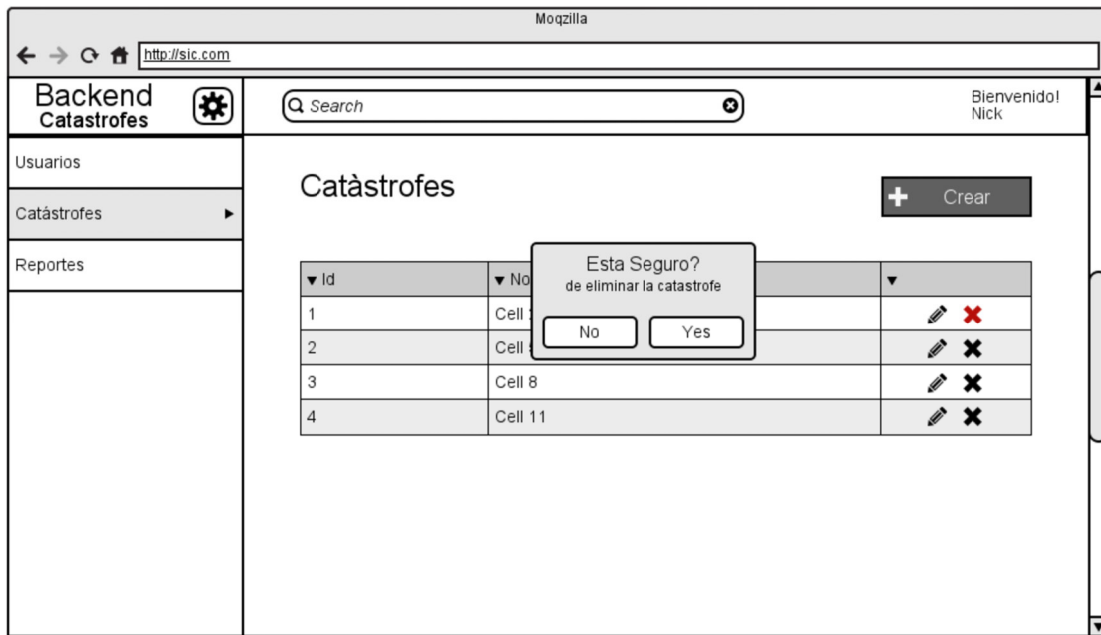 Moqzilla
http://sic.com
Backend
Catastrofes
Search
Bienvenido!
Nick
Usuarios
Catástrofes
Reportes
Catàstrofes
Crear
Id
No
1
Cell
2
Cell
3
Cell 8
4
Cell 11
Esta Seguro?
de eliminar la catastrofe
No
Yes